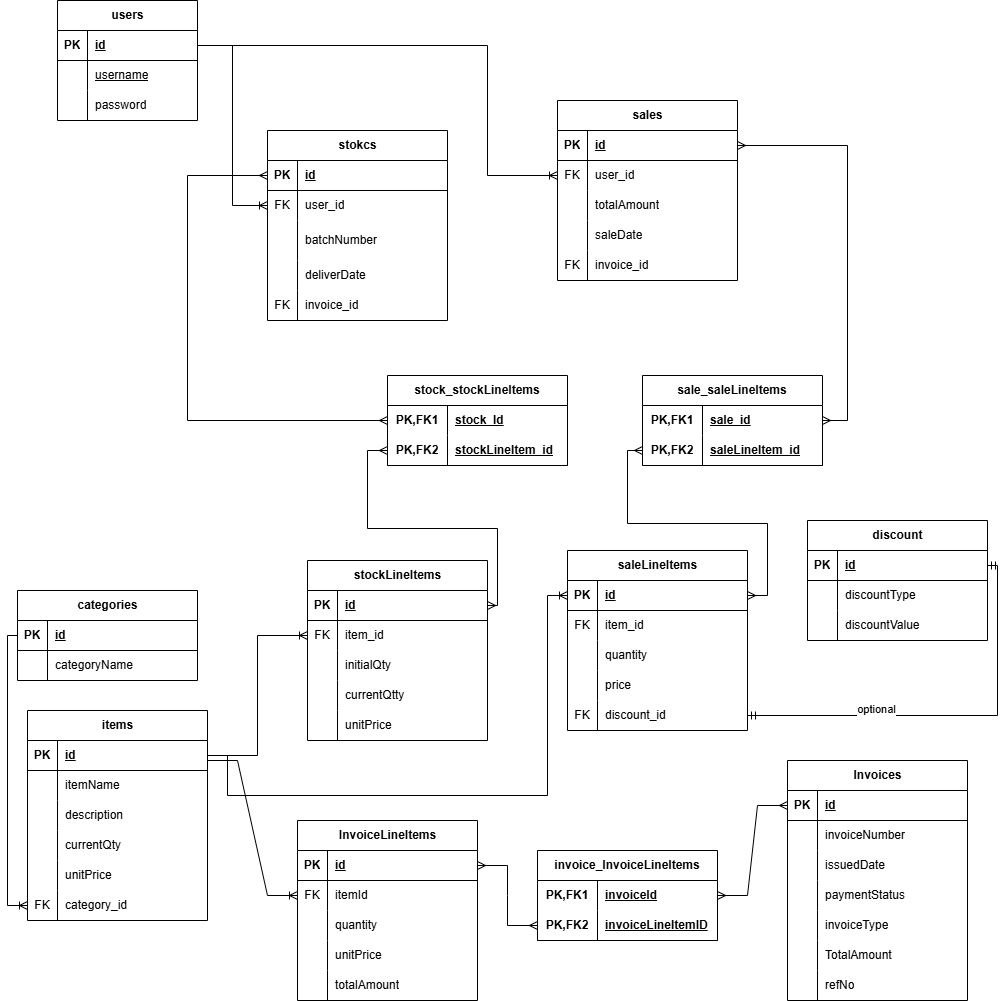 users
PK id
username
password
sales
PK id
FK user_id
totalAmount
saleDate
FK invoice_id
stokcs
PK id
FK user_id
batchNumber
deliverDate
FK invoice_id
stock_stockLineItems
PK,FK1 stock_Id
PK,FK2 stockLineItem_id
sale_saleLineItems
PK,FK1 sale_id
PK,FK2 saleLineItem_id
discount
PK id
discountType
discountValue
stockLineItems
PK id
FK item_id
initialQty
currentQtty
unitPrice
saleLineItems
PK id
FK item_id
quantity
price
FK discount_id
optional
categories
PK id
categoryName
items
PK id
itemName
description
currentQty
unitPrice
FK category_id
InvoiceLineItems
PK id
FK itemId
quantity
unitPrice
totalAmount
invoice_InvoiceLineItems
PK,FK1 invoiceId
PK,FK2 invoiceLineItemID
Invoices
PK id
invoiceNumber
issuedDate
paymentStatus
invoiceType
TotalAmount
refNo